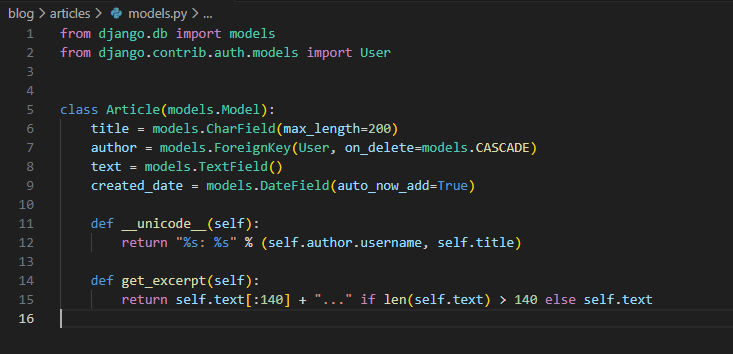 blog > articles > models.py > ...
1 from django.db import models
2 from django.contrib.auth.models import User
3
4
5 class Article(models.Model):
6     title = models.CharField(max_length=200)
7     author = models.ForeignKey(User, on_delete=models.CASCADE)
8     text = models.TextField()
9     created_date = models.DateField(auto_now_add=True)
10
11     def __unicode__(self):
12         return "%s: %s" % (self.author.username, self.title)
13
14     def get_excerpt(self):
15         return self.text[:140] + "..." if len(self.text) > 140 else self.text
16